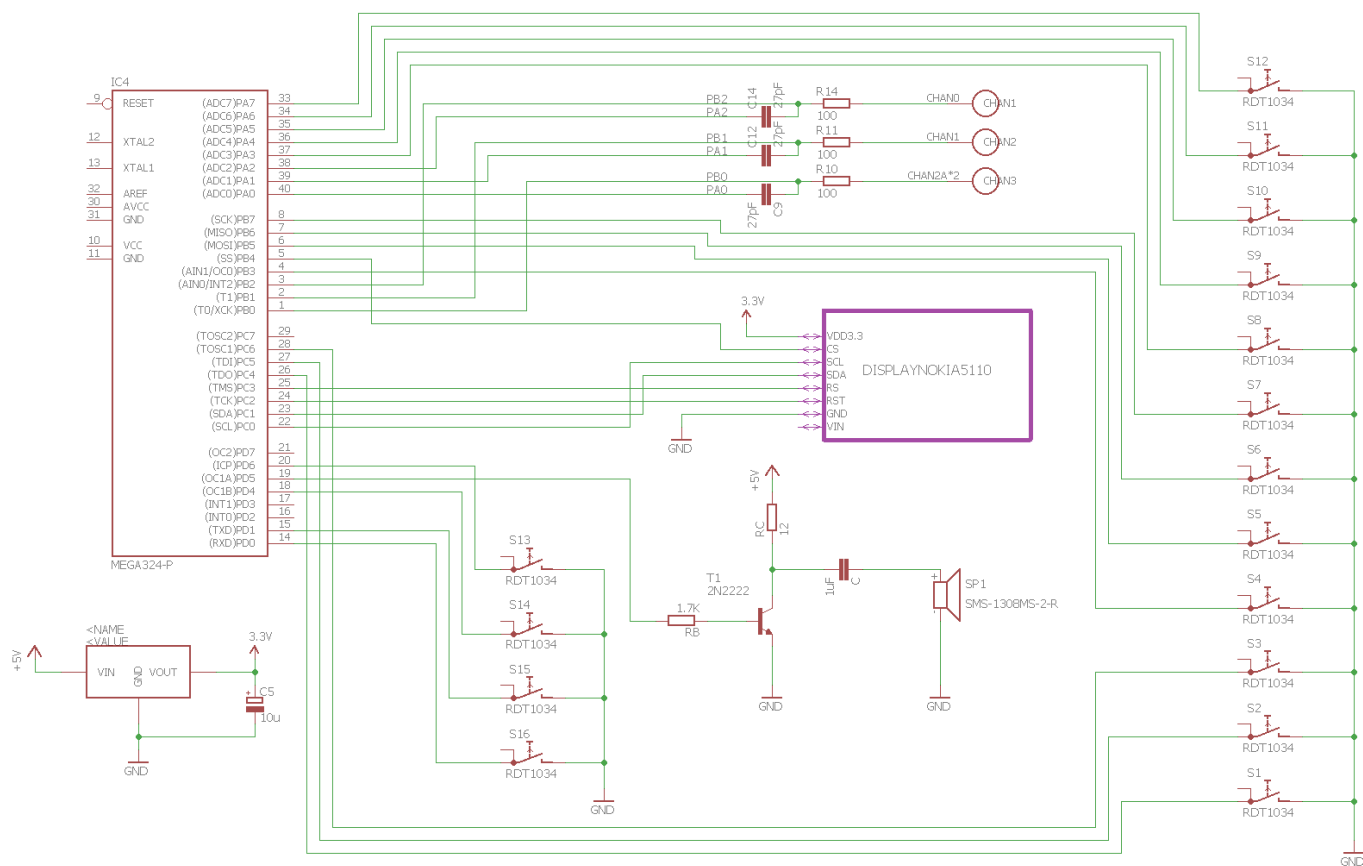 IC4
9 RESET
12 XTAL2
13 XTAL1
32 AREF
30 AVCC
31 GND
10 VCC
11 GND
(ADC7)PA7 33
(ADC6)PA6 34
(ADC5)PA5 35
(ADC4)PA4 36
(ADC3)PA3 37
(ADC2)PA2 38
(ADC1)PA1 39
(ADC0)PA0 40
(SCK)PB7 8
(MISO)PB6 7
(MOSI)PB5 6
(SS)PB4 5
(AIN1/OC0)PB3 4
(AIN0/INT2)PB2 3
(T1)PB1 2
(T0/XCK)PB0 1
(TOSC2)PC7 29
(TOSC1)PC6 28
(TDI)PC5 27
(TDO)PC4 26
(TMS)PC3 25
(TCK)PC2 24
(SDA)PC1 23
(SCL)PC0 22
(OC2)PD7 21
(ICP)PD6 20
(OC1A)PD5 19
(OC1B)PD4 18
(INT1)PD3 17
(INT0)PD2 16
(TXD)PD1 15
(RXD)PD0 14
MEGA324-P
PB2
PA2
C14
27pF
R14
100
CHAN0
CHAN1
PB1
PA1
C12
27pF
R11
100
CHAN1
CHAN2
PB0
PA0
27pF
C9
R10
100
CHAN2A*2
CHAN3
3.3V
VDD3.3
CS
SCL
SDA
RS
RST
GND
VIN
DISPLAYNOKIA5110
GND
+5V
RC
12
T1
2N2222
1.7K
RB
1uF
C
+
-
SP1
SMS-1308MS-2-R
GND
GND
S13
RDT1034
S14
RDT1034
S15
RDT1034
S16
RDT1034
GND
<NAME
<VALUE
+5V
VIN
GND
VOUT
3.3V
+
C5
10u
GND
S12
RDT1034
S11
RDT1034
S10
RDT1034
S9
RDT1034
S8
RDT1034
S7
RDT1034
S6
RDT1034
S5
RDT1034
S4
RDT1034
S3
RDT1034
S2
RDT1034
S1
RDT1034
GND